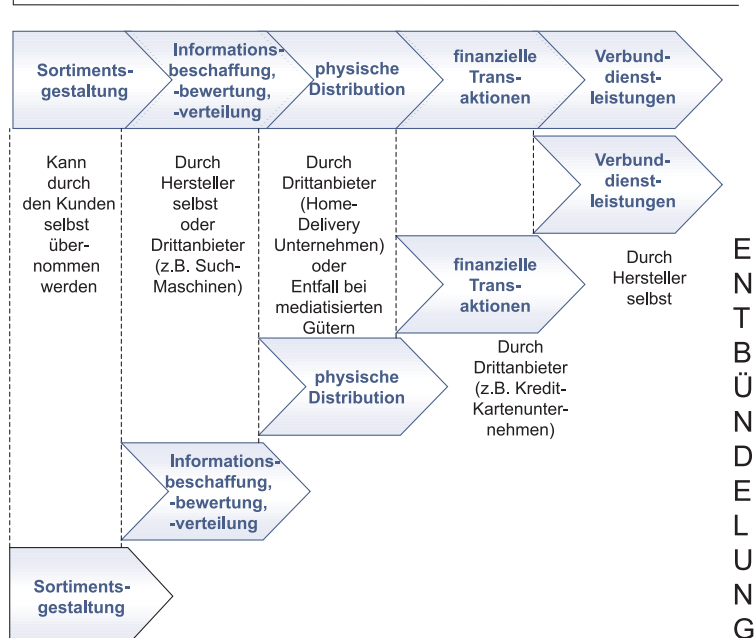 Sortiments-
gestaltung
Informations-
beschaffung,
-bewertung,
-verteilung
physische
Distribution
finanzielle
Trans-
aktionen
Verbund-
dienst-
leistungen
Kann
durch
den Kunden
selbst
über-
nommen
werden
Durch
Hersteller
selbst
oder
Drittanbieter
(z.B. Such-
Maschinen)
Durch
Drittanbieter
(Home-
Delivery
Unternehmen)
oder
Entfall bei
mediatisierten
Gütern
Verbund-
dienst-
leistungen
Durch
Hersteller
selbst
finanzielle
Trans-
aktionen
Durch
Drittanbieter
(z.B. Kredit-
Kartenunter-
nehmen)
physische
Distribution
Informations-
beschaffung,
-bewertung,
-verteilung
Sortiments-
gestaltung
ENTBÜNDELUNG